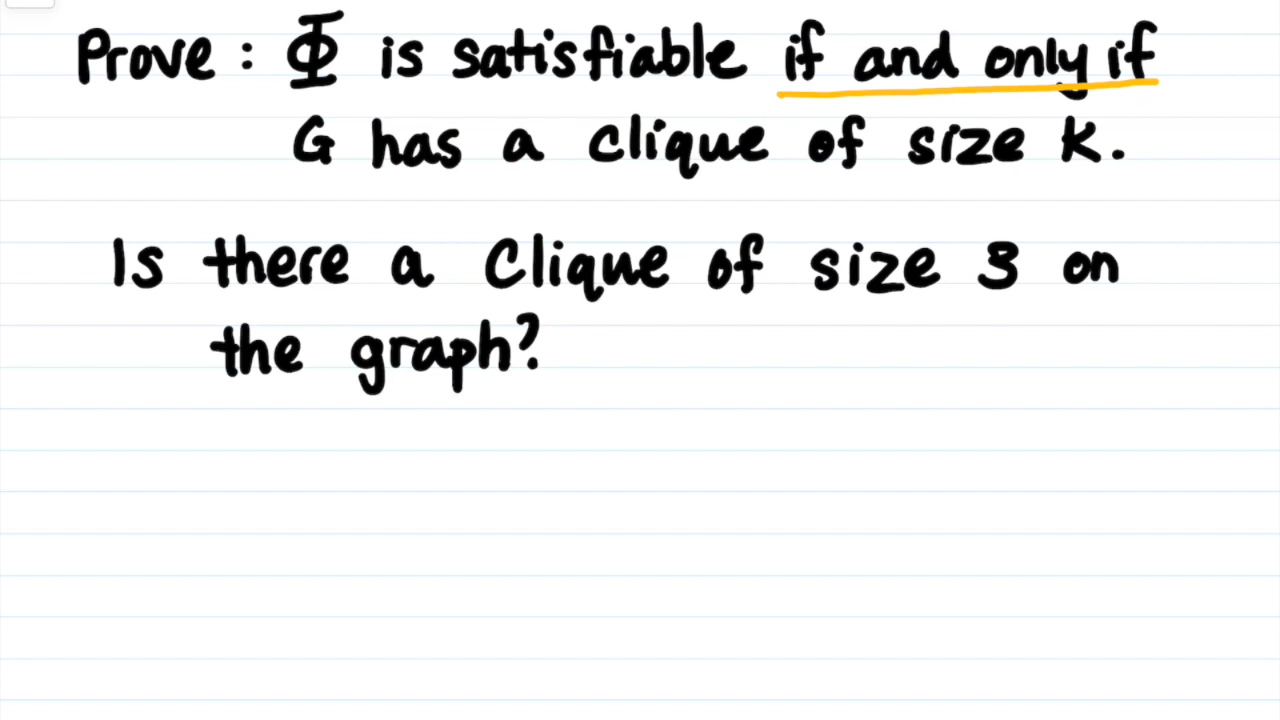 Prove : Φ is satisfiable if and only if
G has a clique of size K.
Is there a Clique of size 3 on
the graph?